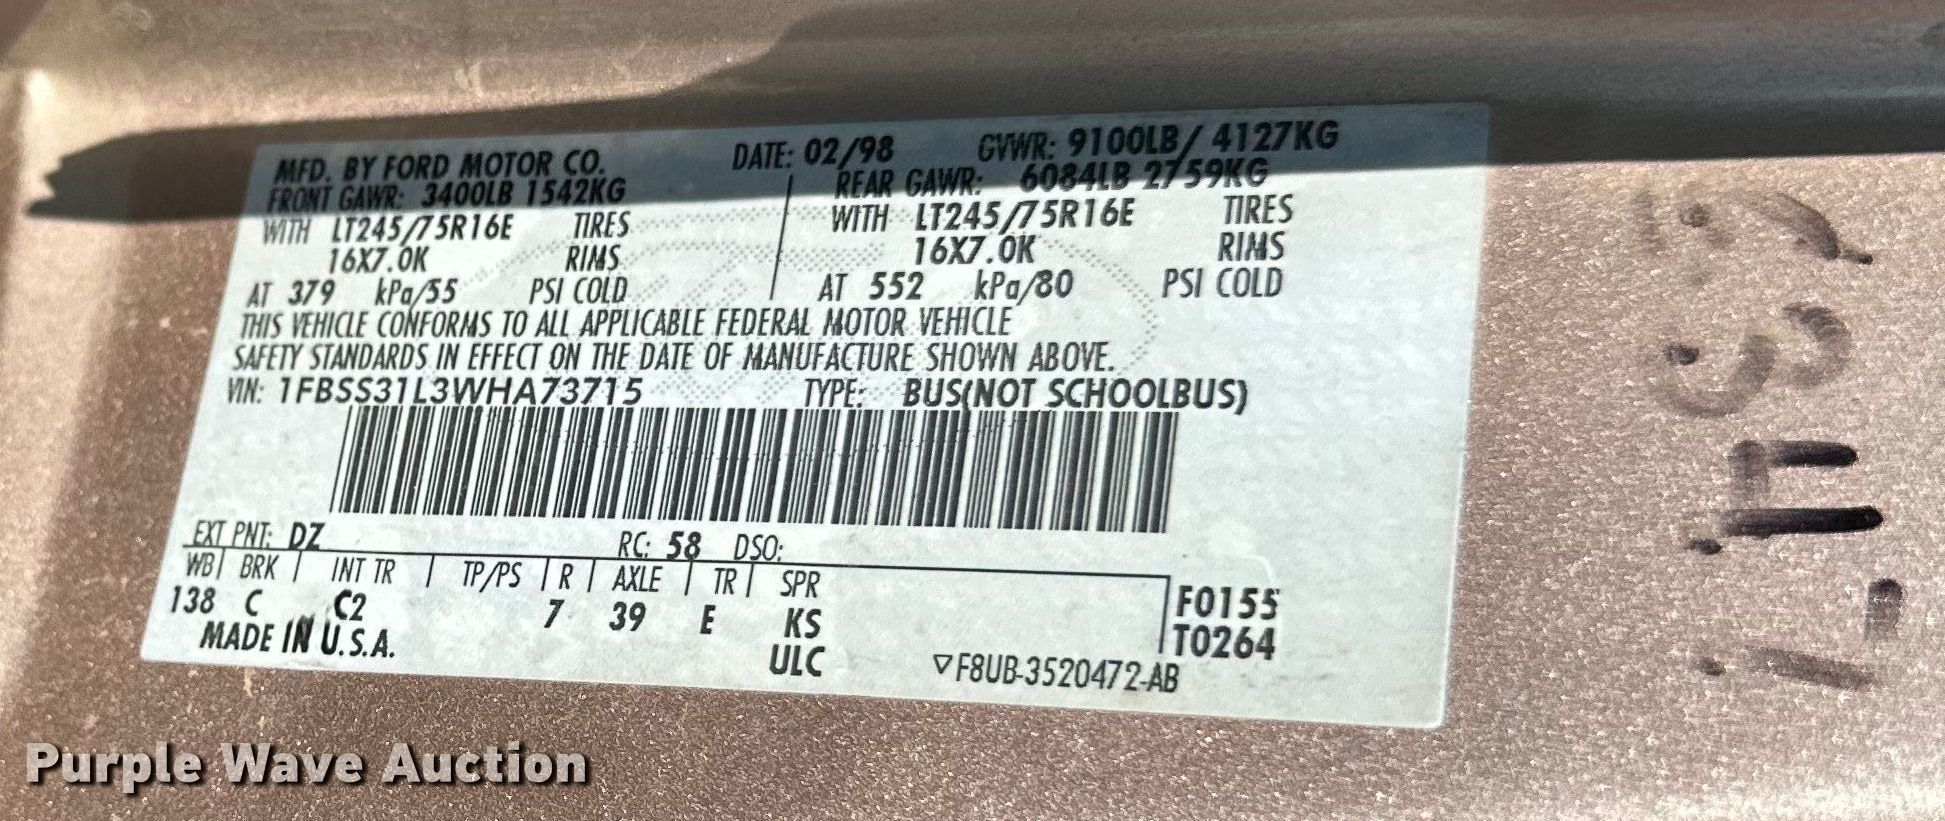 MFD. BY FORD MOTOR CO. DATE: 02/98 GVWR: 9100LB/ 4127KG
FRONT GAWR: 3400LB 1542KG REAR GAWR: 6084LB 2759KG
WITH LT245/75R16E TIRES WITH LT245/75R16E TIRES
16X7.0K RIMS 16X7.0K RIMS
AT 379 kPa/55 PSI COLD AT 552 kPa/80 PSI COLD
THIS VEHICLE CONFORMS TO ALL APPLICABLE FEDERAL MOTOR VEHICLE
SAFETY STANDARDS IN EFFECT ON THE DATE OF MANUFACTURE SHOWN ABOVE.
VIN: 1FBSS31L3WHA73715 TYPE: BUS(NOT SCHOOLBUS)
EXT PNT: DZ RC: 58 DSO:
WB BRK INT TR TP/PS R AXLE TR SPR
138 C C2 7 39 E KS F0155
MADE IN U.S.A. ULC T0264
F8UB-3520472-AB
Purple Wave Auction